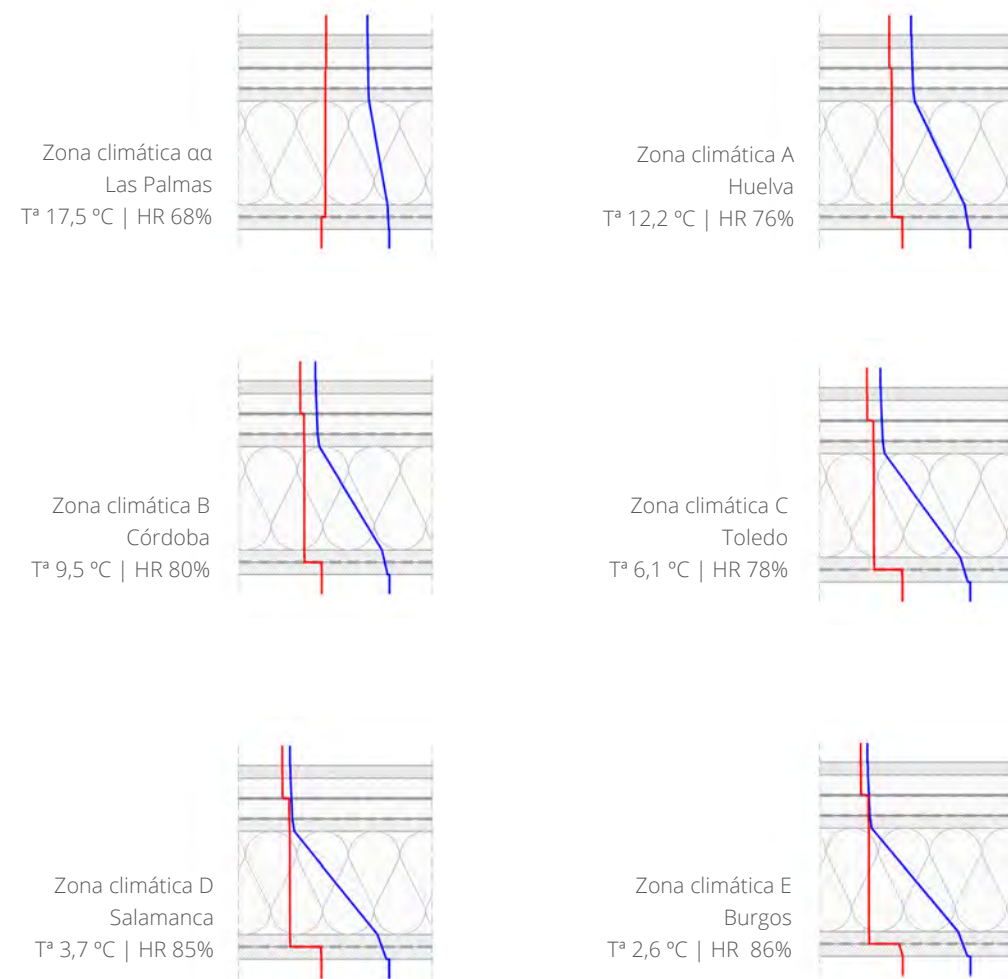 Zona climática αα
Las Palmas
Tª 17,5 ºC | HR 68%
Zona climática A
Huelva
Tª 12,2 ºC | HR 76%
Zona climática B
Córdoba
Tª 9,5 ºC | HR 80%
Zona climática C
Toledo
Tª 6,1 ºC | HR 78%
Zona climática D
Salamanca
Tª 3,7 ºC | HR 85%
Zona climática E
Burgos
Tª 2,6 ºC | HR 86%